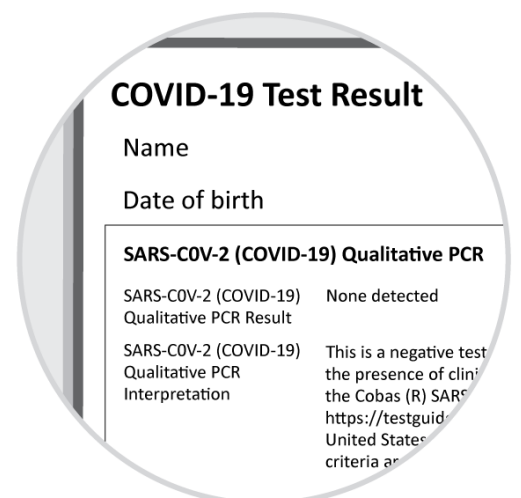 COVID-19 Test Result
Name
Date of birth
SARS-C0V-2 (COVID-19) Qualitative PCR
SARS-C0V-2 (COVID-19) None detected
Qualitative PCR Result
SARS-C0V-2 (COVID-19) This is a negative test
Qualitative PCR the presence of
Interpretation the Cobas (R)
https://testguid
United States
criteria